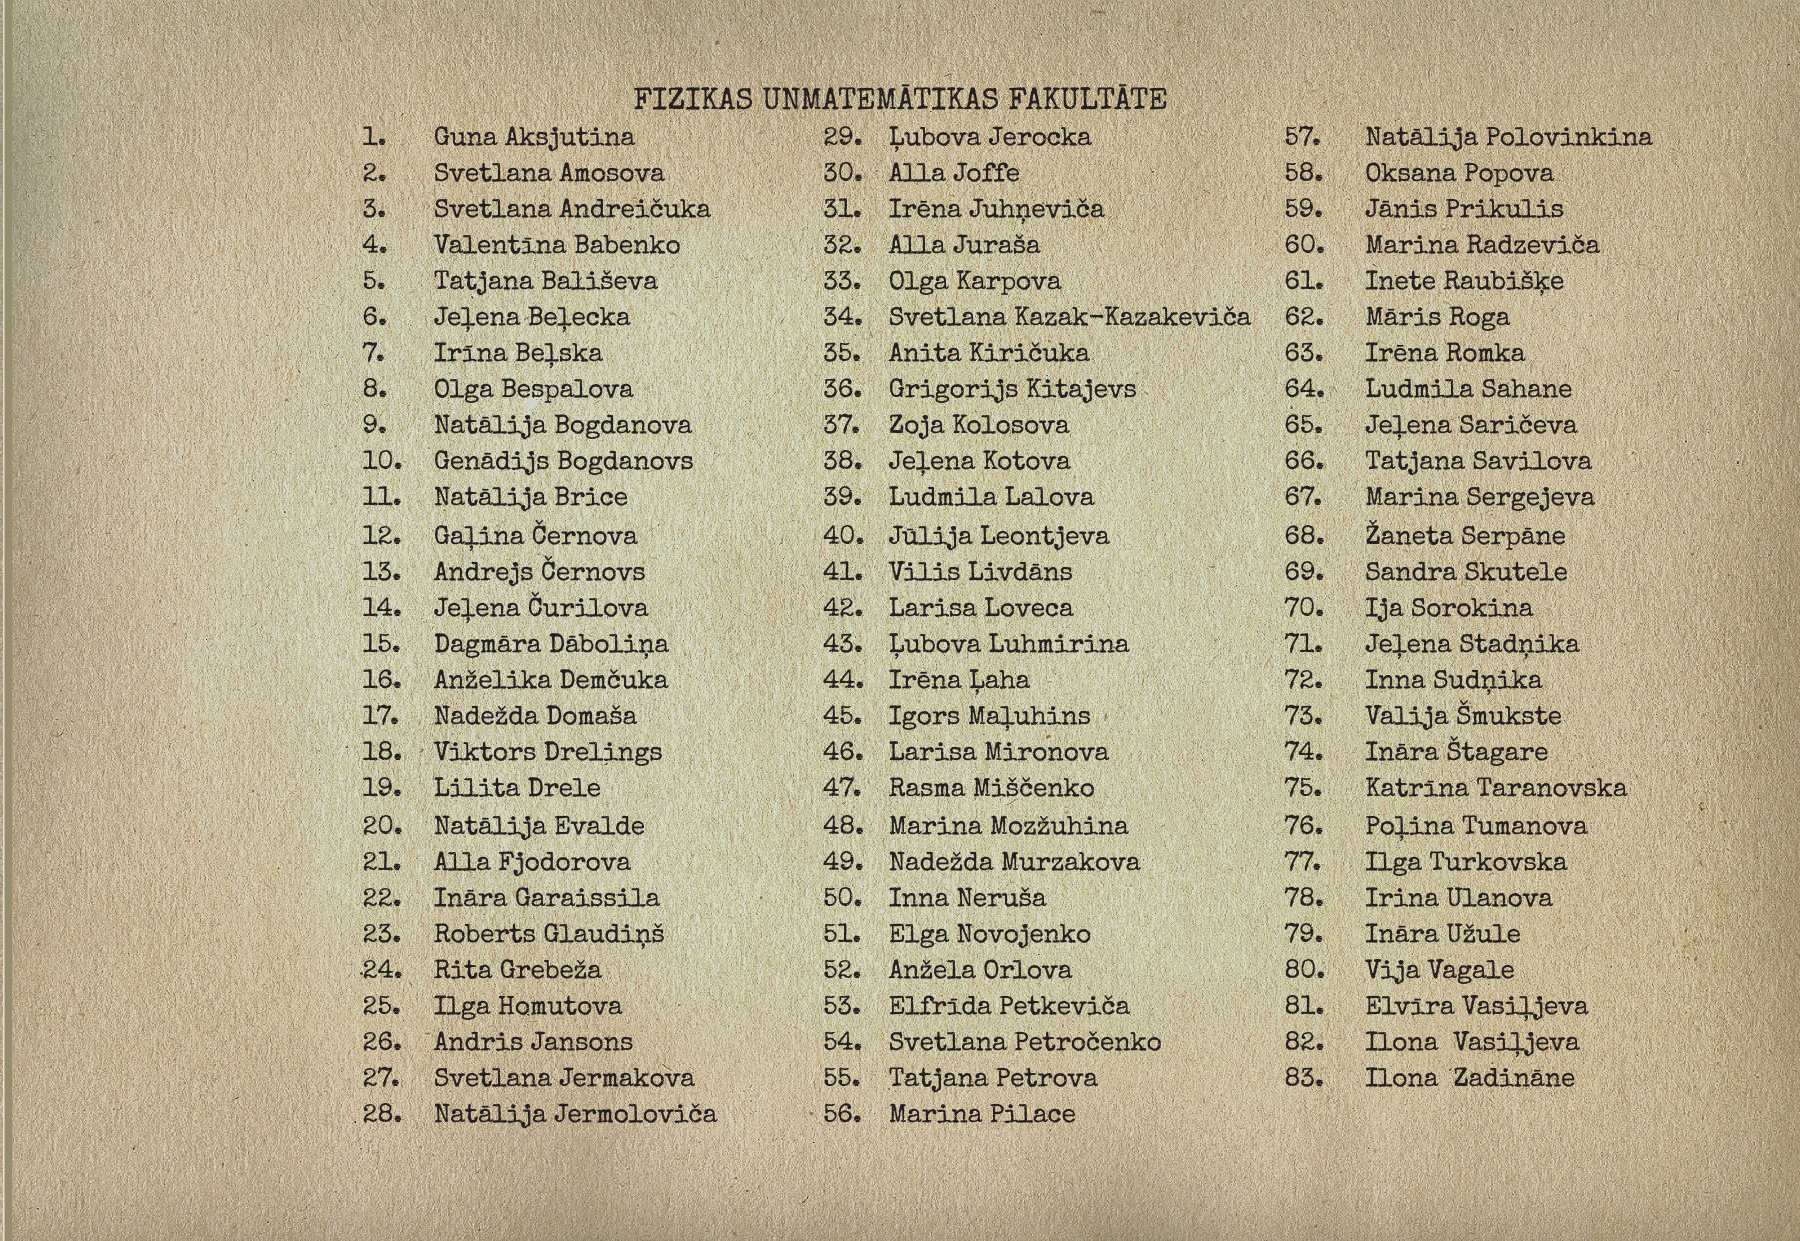 FIZIKAS UNMATEMĀTIKAS FAKULTĀTE
1. Guna Aksjutina
2. Svetlana Amosova
3. Svetlana Andreičuka
4. Valentīna Babenko
5. Tatjana Bališeva
6. Jeļena Beļecka
7. Irīna Beļska
8. Olga Bespalova
9. Natālija Bogdanova
10. Genādijs Bogdanovs
11. Natālija Brice
12. Gaļina Černova
13. Andrejs Černovs
14. Jeļena Čurilova
15. Dagmāra Dāboliņa
16. Anželika Demčuka
17. Nadežda Domaša
18. Viktors Drelings
19. Lilita Drele
20. Natālija Evalde
21. Alla Fjodorova
22. Ināra Garaissila
23. Roberts Glaudiņš
24. Rita Grebeža
25. Ilga Homutova
26. Andris Jansons
27. Svetlana Jermakova
28. Natālija Jermoloviča
29. Ļubova Jerocka
30. Alla Joffe
31. Irēna Juhņeviča
32. Alla Juraša
33. Olga Karpova
34. Svetlana Kazak-Kazakeviča
35. Anita Kiričuka
36. Grigorijs Kitajevs
37. Zoja Kolosova
38. Jeļena Kotova
39. Ludmila Lalova
40. Jūlija Leontjeva
41. Vilis Livdāns
42. Larisa Loveca
43. Ļubova Luhmirina
44. Irēna Ļaha
45. Igors Maļuhins
46. Larisa Mironova
47. Rasma Miščenko
48. Marina Mozžuhina
49. Nadežda Murzakova
50. Inna Neruša
51. Elga Novojenko
52. Anžela Orlova
53. Elfrīda Petkeviča
54. Svetlana Petročenko
55. Tatjana Petrova
56. Marina Pilace
57. Natālija Polovinkina
58. Oksana Popova
59. Jānis Prikulis
60. Marina Radzeviča
61. Inete Raubišķe
62. Māris Roga
63. Irēna Romka
64. Ludmila Sahane
65. Jeļena Saričeva
66. Tatjana Savilova
67. Marina Sergejeva
68. Žaneta Serpāne
69. Sandra Skutele
70. Ija Sorokina
71. Jeļena Stadņika
72. Inna Sudņika
73. Valija Šmukste
74. Ināra Štagare
75. Katrīna Taranovska
76. Poļina Tumanova
77. Ilga Turkovska
78. Irina Ulanova
79. Ināra Užule
80. Vija Vagale
81. Elvīra Vasiļjeva
82. Ilona Vasiļjeva
83. Ilona Zadināne